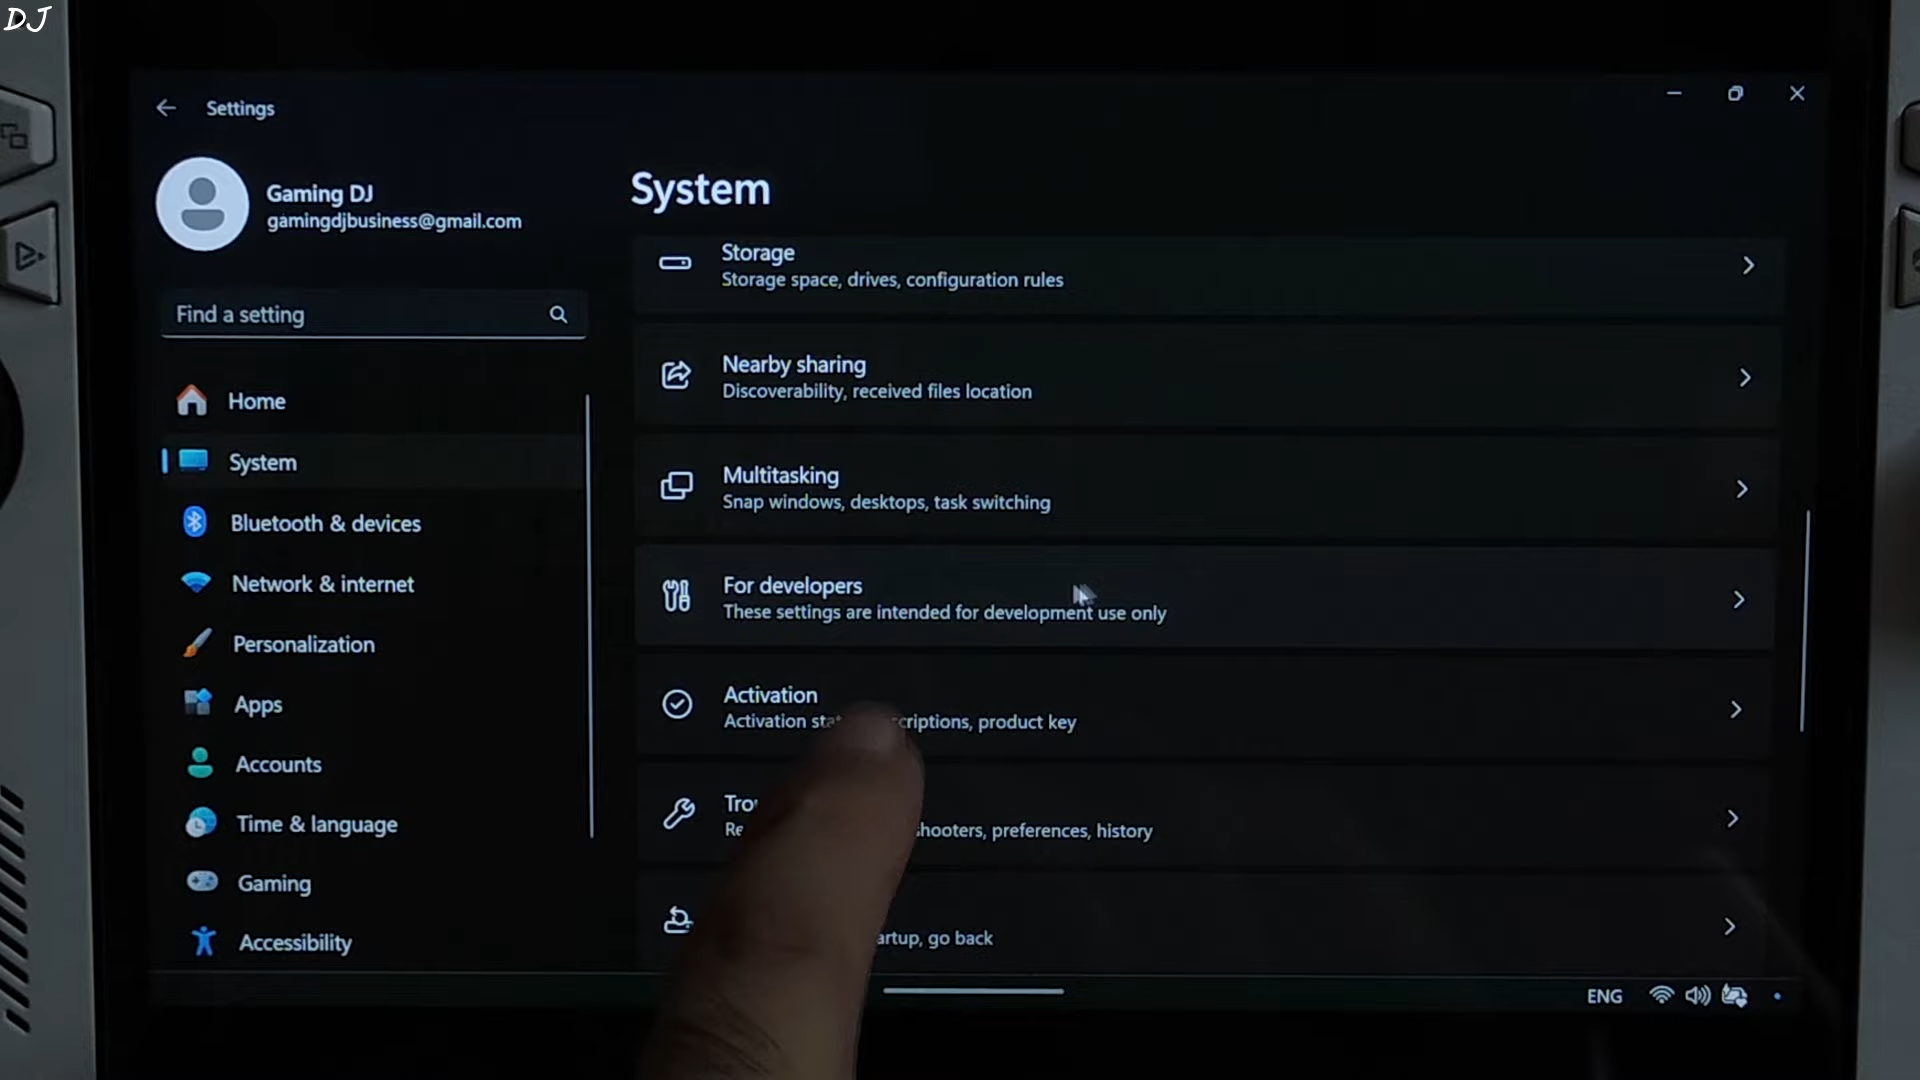 DJ
Settings
Gaming DJ
gamingdjbusiness@gmail.com
Find a setting
Home
System
Bluetooth & devices
Network & internet
Personalization
Apps
Accounts
Time & language
Gaming
Accessibility
System
Storage
Storage space, drives, configuration rules
Nearby sharing
Discoverability, received files location
Multitasking
Snap windows, desktops, task switching
For developers
These settings are intended for development use only
Activation
Activation product key
preferences, history
go back
ENG